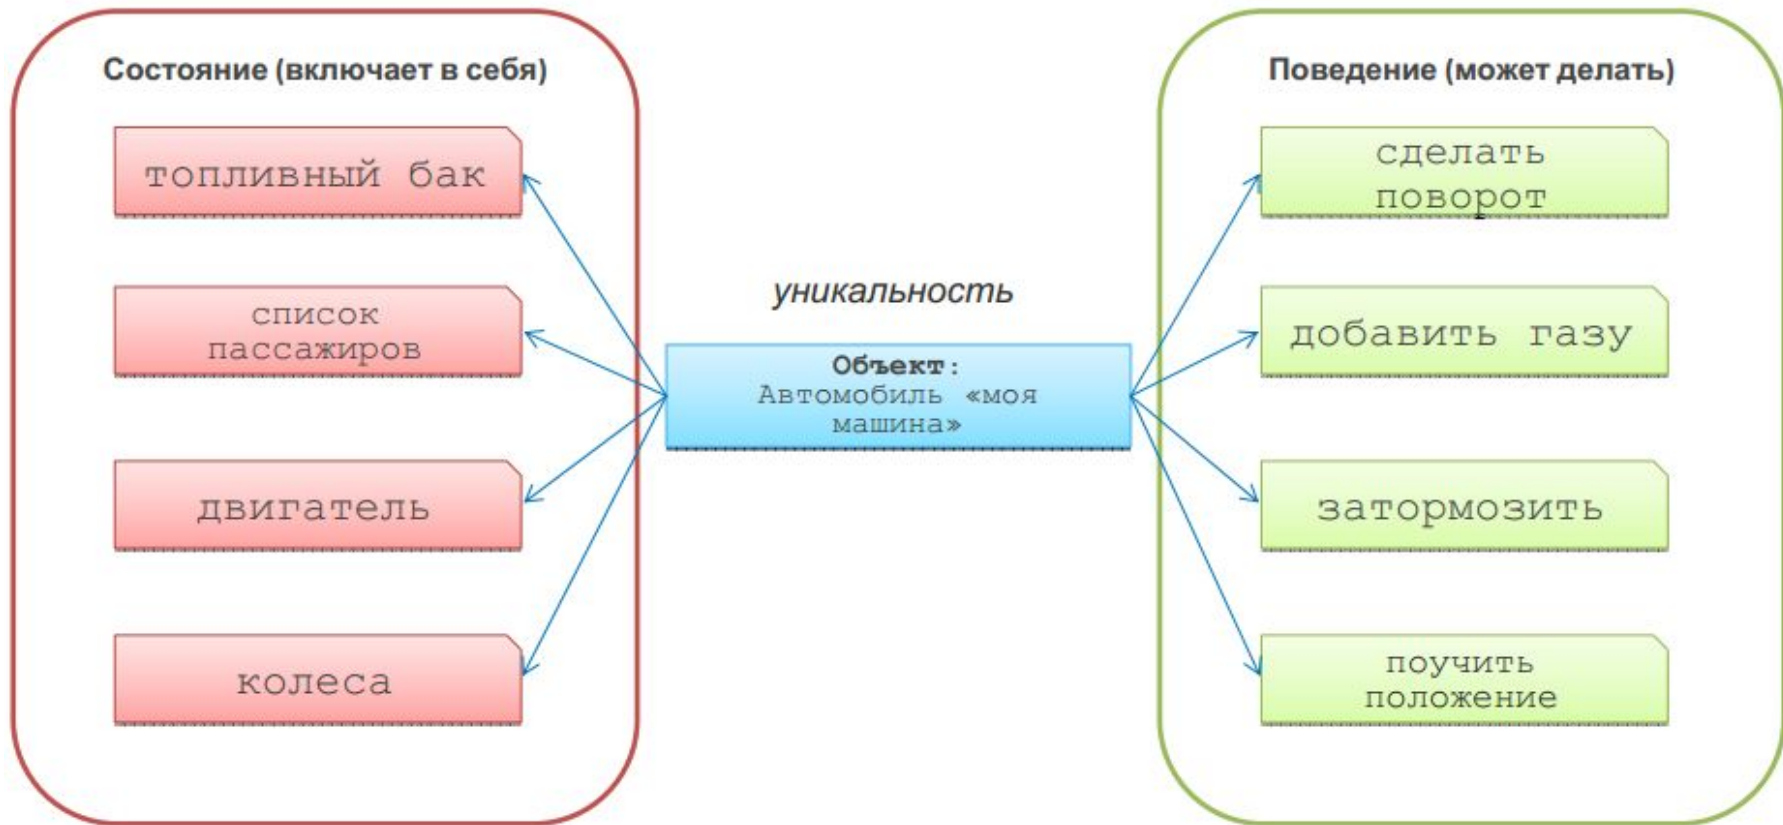 Состояние (включает в себя)
топливный бак
список
пассажиров
двигатель
колеса
уникальность
Объект:
Автомобиль «моя
машина»
Поведение (может делать)
сделать
поворот
добавить газу
затормозить
поучить
положение